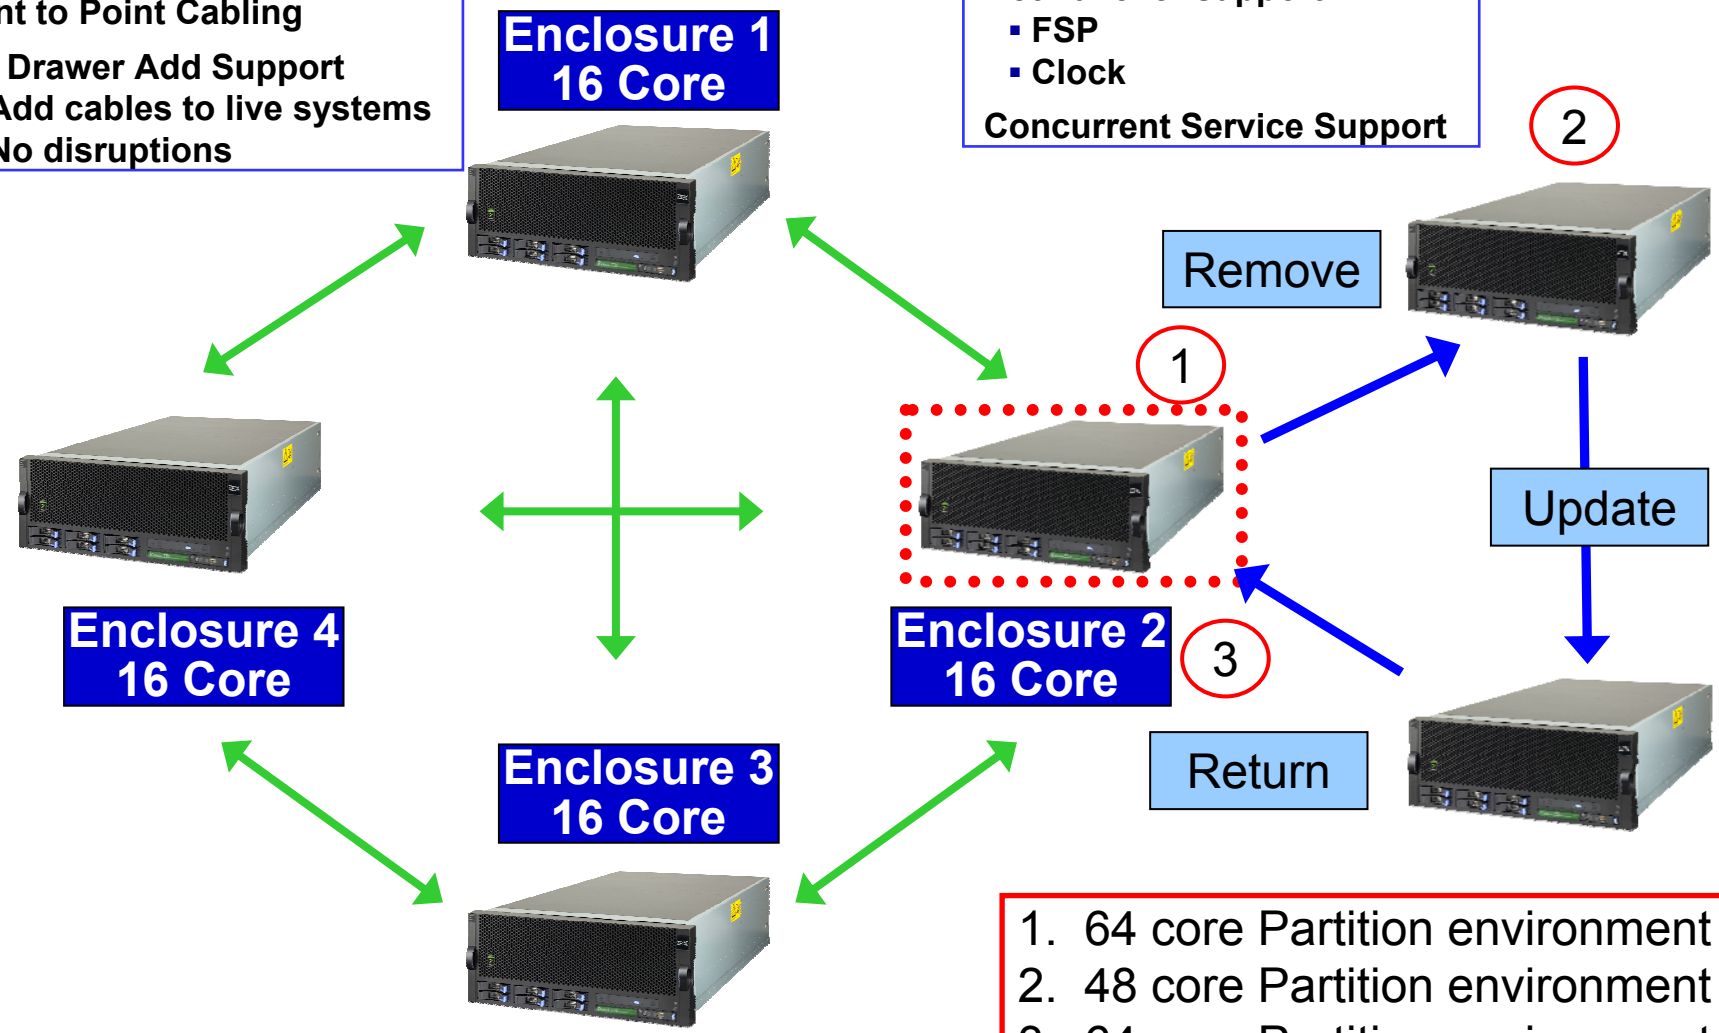 nt to Point Cabling
Drawer Add Support
Add cables to live systems
No disruptions
Enclosure 1
16 Core
▪ FSP
▪ Clock
Concurrent Service Support
2
Remove
1
Update
Enclosure 4
16 Core
Enclosure 2
16 Core
3
Return
Enclosure 3
16 Core
1. 64 core Partition environment
2. 48 core Partition environment